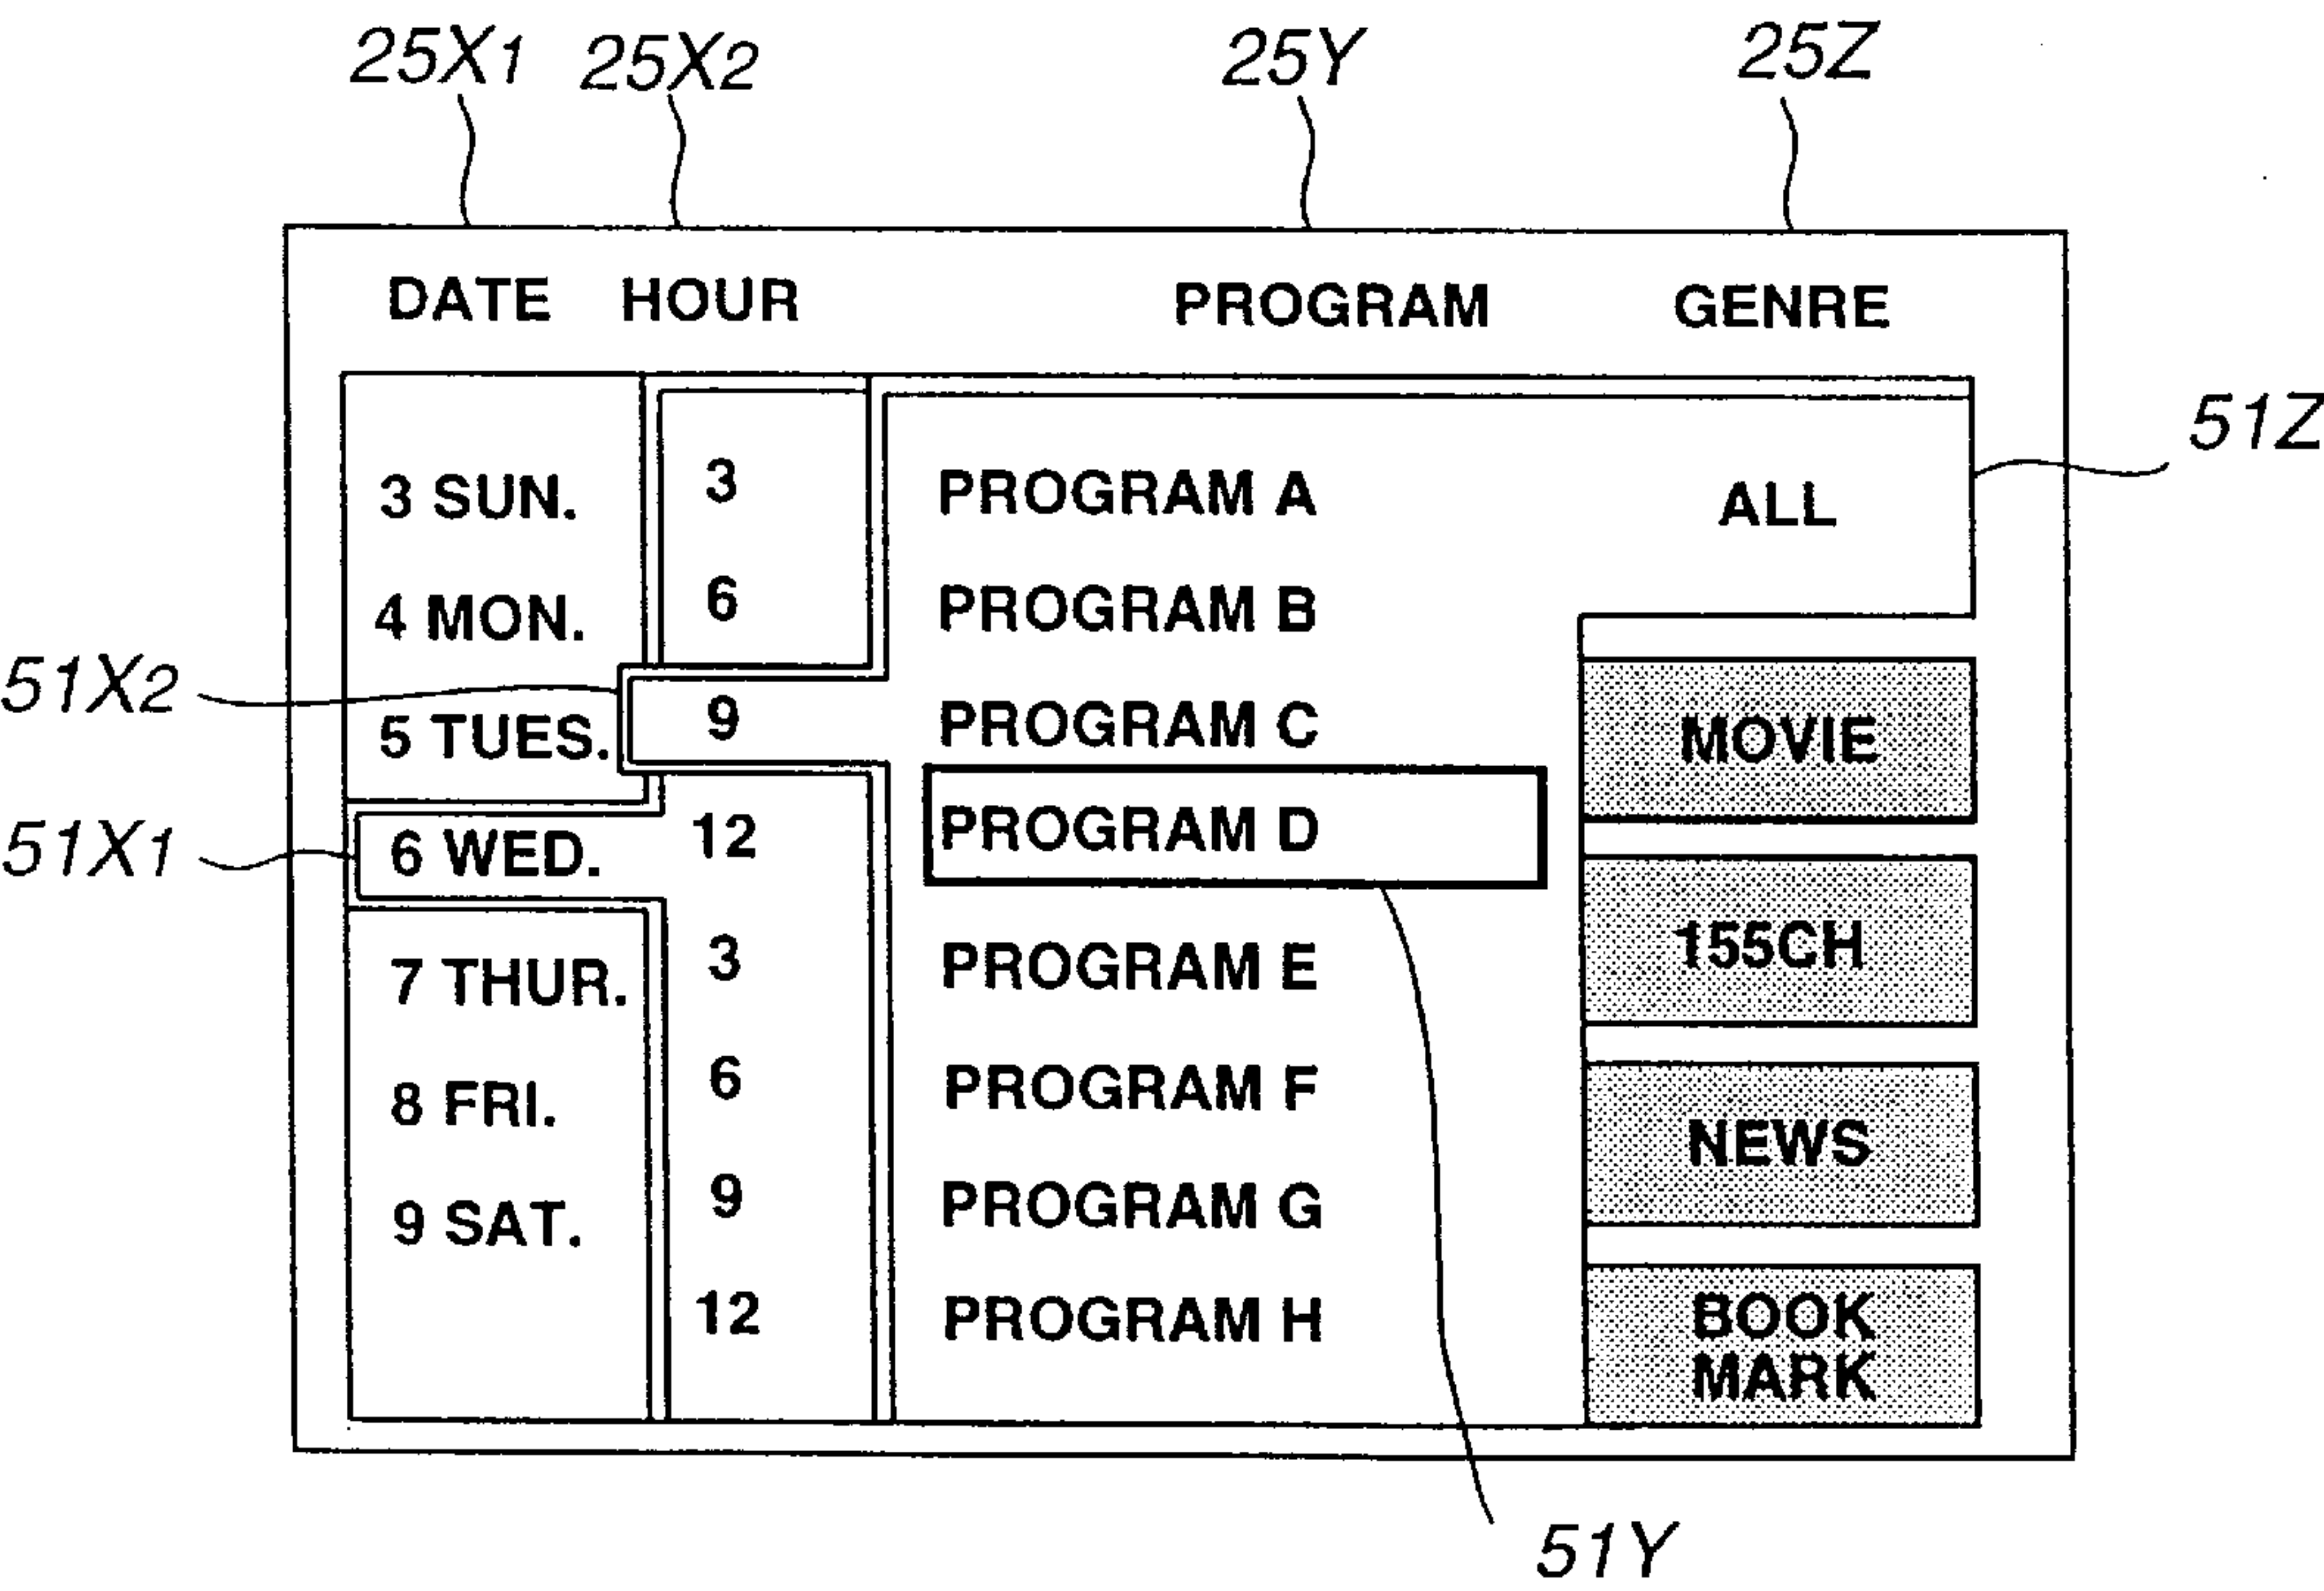 25X1 25X2 25Y 25Z
DATE HOUR PROGRAM GENRE
51Z
3 SUN. 3 PROGRAM A ALL
4 MON. 6 PROGRAM B
51X2
5 TUES. 9 PROGRAM C MOVIE
51X1
6 WED. 12 PROGRAM D
7 THUR. 3 PROGRAM E 155CH
8 FRI. 6 PROGRAM F NEWS
9 SAT. 9 PROGRAM G
12 PROGRAM H BOOK
MARK
51Y